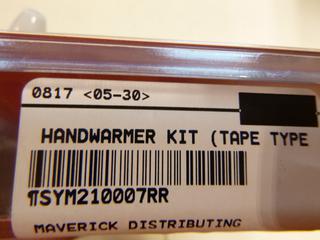 0817 <05-30>
HANDWARMER KIT (TAPE TYPE
¶SYM210007RR
MAVERICK DISTRIBUTING